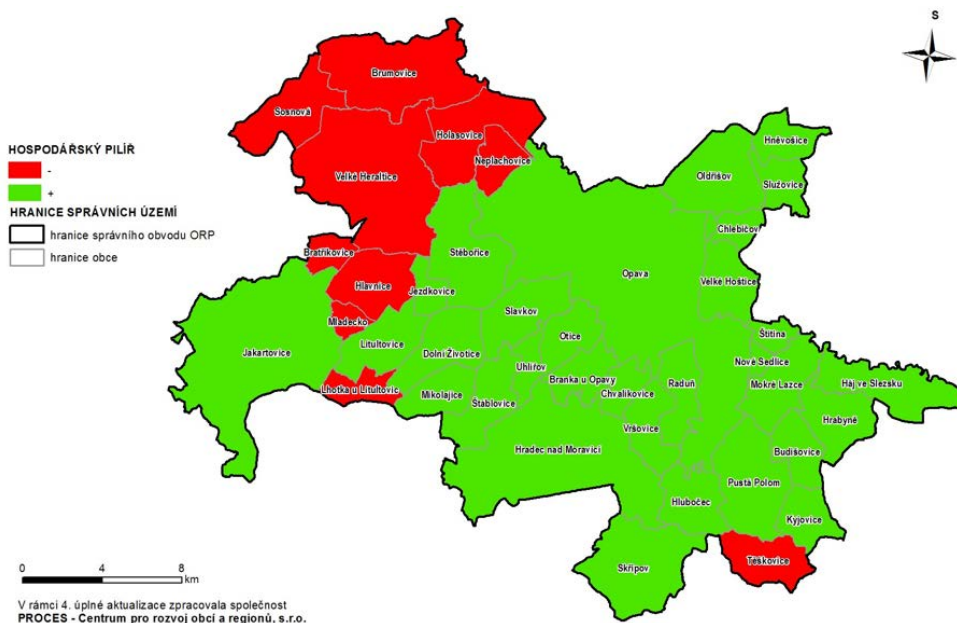 S
Brumovice
Sosnová
Holasovice
Neplachovice
Velké Heraltice
Hněvošice
Oldřišov
Služovice
Chlebičov
HOSPODÁŘSKÝ PILÍŘ
-
+
HRANICE SPRÁVNÍCH ÚZEMÍ
hranice správního obvodu ORP
hranice obce
Bratříkovice
Stěbořice
Opava
Velké Hoštice
Hlavnice
Jezdkovice
Slavkov
Mladecko
Štítina
Jakartovice
Litultovice
Dolní Životice
Otice
Nové Sedlice
Uhlířov
Lhotka u Litultovic
Mikolajice
Štáblovice
Branka u Opavy
Chvalíkovice
Raduň
Mokré Lazce
Háj ve Slezsku
Vršovice
Hrabyně
Hradec nad Moravicí
Budišovice
Pustá Polom
Hlubočec
Kyjovice
Skřipov
Těškovice
0 4 8
km
V rámci 4. úplné aktualizace zpracovala společnost
PROCES - Centrum pro rozvoj obcí a regionů, s.r.o.